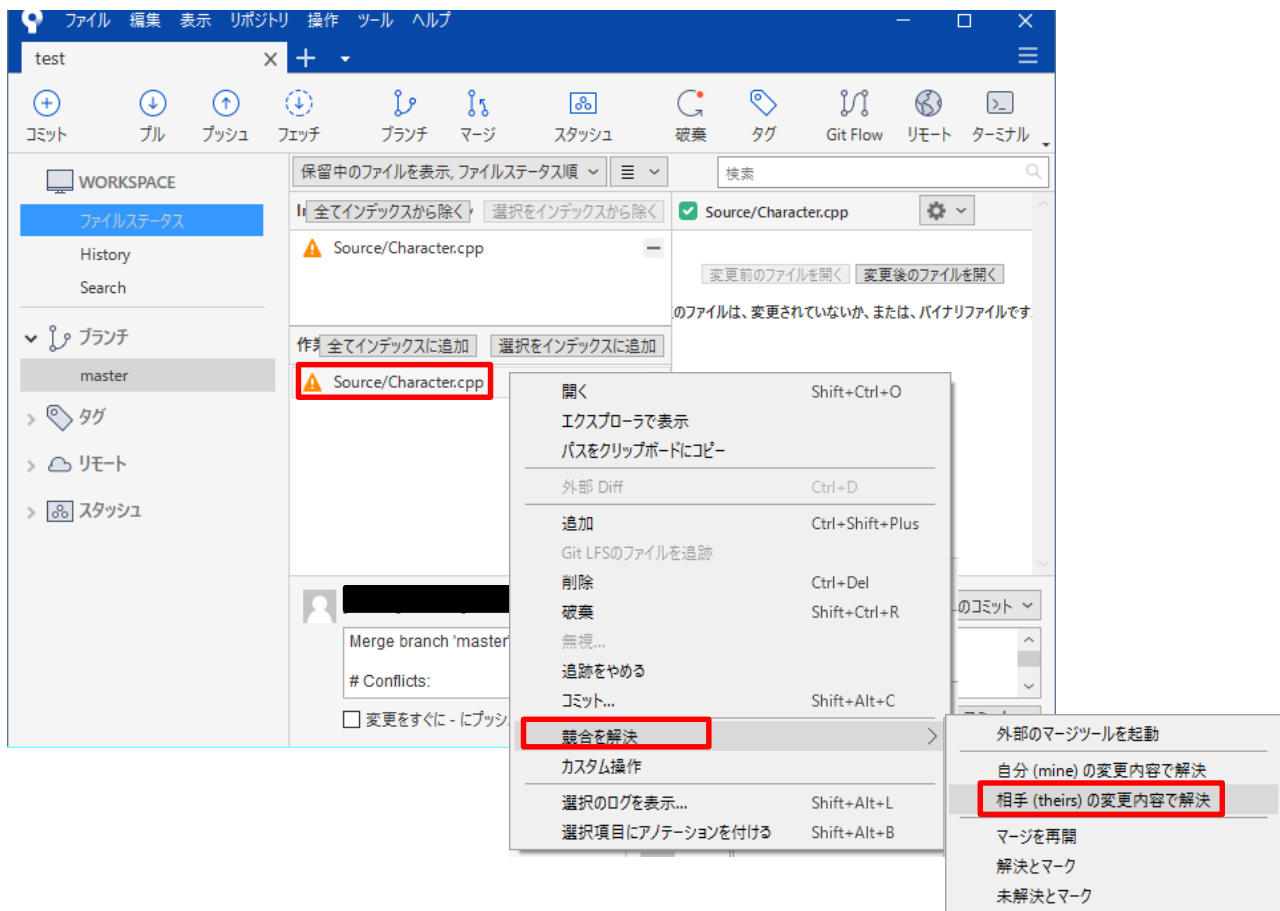 ファイル 編集 表示 リポジトリ 操作 ツール ヘルプ
test
コミット プル プッシュ フェッチ ブランチ マージ スタッシュ 破棄 タグ Git Flow リモート ターミナル
WORKSPACE
ファイルステータス
History
Search
ブランチ
master
タグ
リモート
スタッシュ
保留中のファイルを表示, ファイルステータス順
検索
全てインデックスから除く 選択をインデックスから除く
Source/Character.cpp
Source/Character.cpp
変更前のファイルを開く 変更後のファイルを開く
のファイルは、変更されていないか、または、バイナリファイルです
全てインデックスに追加 選択をインデックスに追加
Source/Character.cpp
のコミット
Merge branch 'master'
# Conflicts:
変更をすぐに - にプッシ
開く Shift+Ctrl+O
エクスプローラで表示
パスをクリップボードにコピー
外部 Diff Ctrl+D
追加 Ctrl+Shift+Plus
Git LFSのファイルを追跡
削除 Ctrl+Del
破棄 Shift+Ctrl+R
無視...
追跡をやめる
コミット... Shift+Alt+C
競合を解決
カスタム操作
選択のログを表示... Shift+Alt+L
選択項目にアノテーションを付ける Shift+Alt+B
外部のマージツールを起動
自分 (mine) の変更内容で解決
相手 (theirs) の変更内容で解決
マージを再開
解決とマーク
未解決とマーク